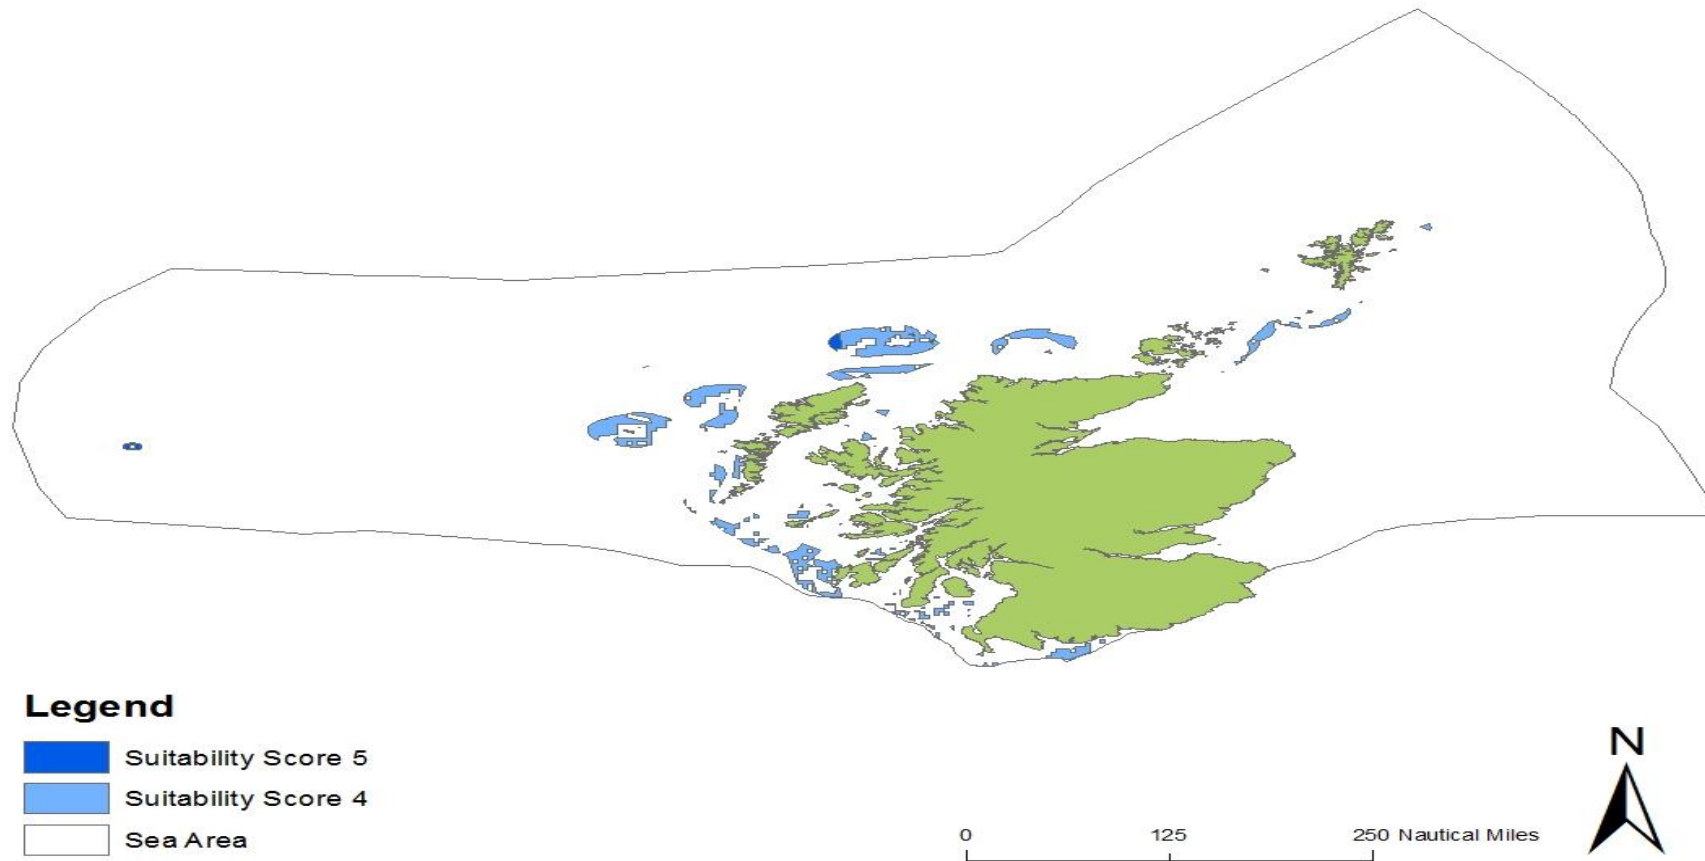 Legend
Suitability Score 5
Suitability Score 4
Sea Area
N
0 125 250 Nautical Miles